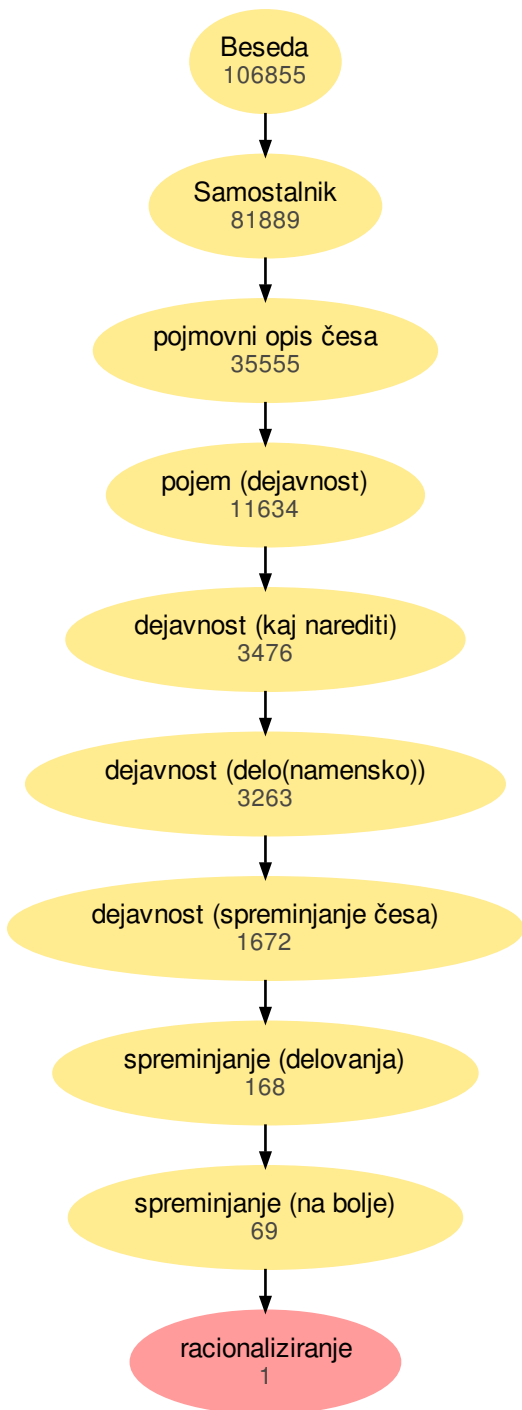 Beseda
106855
Samostalnik
81889
pojmovni opis česa
35555
pojem (dejavnost)
11634
dejavnost (kaj narediti)
3476
dejavnost (delo(namensko))
3263
dejavnost (spreminjanje česa)
1672
spreminjanje (delovanja)
168
spreminjanje (na bolje)
69
racionaliziranje
1